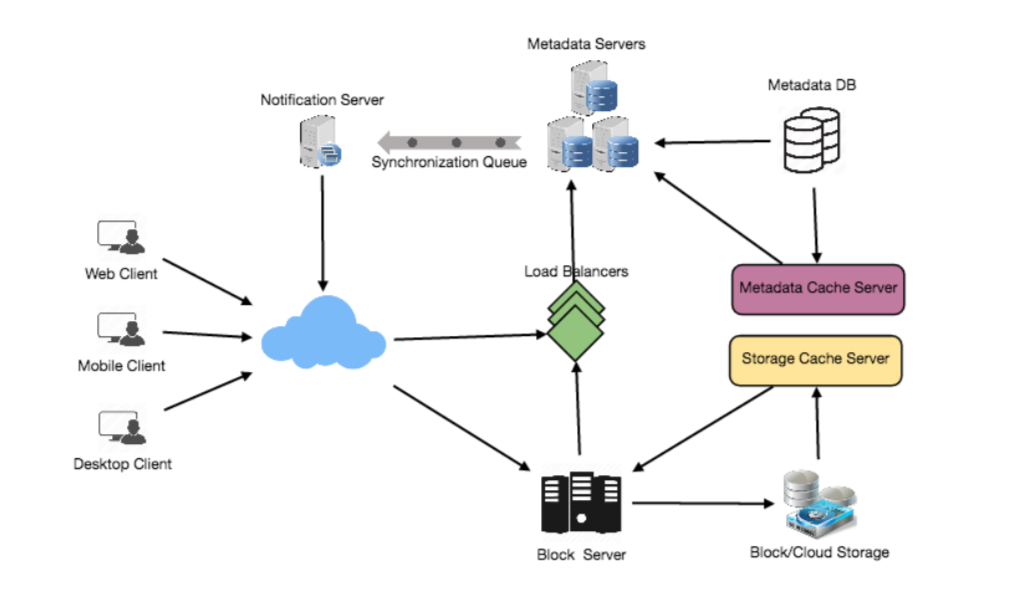 Metadata Servers
Metadata DB
Notification Server
Synchronization Queue
Web Client
Load Balancers
Metadata Cache Server
Storage Cache Server
Mobile Client
Desktop Client
Block Server
Block/Cloud Storage